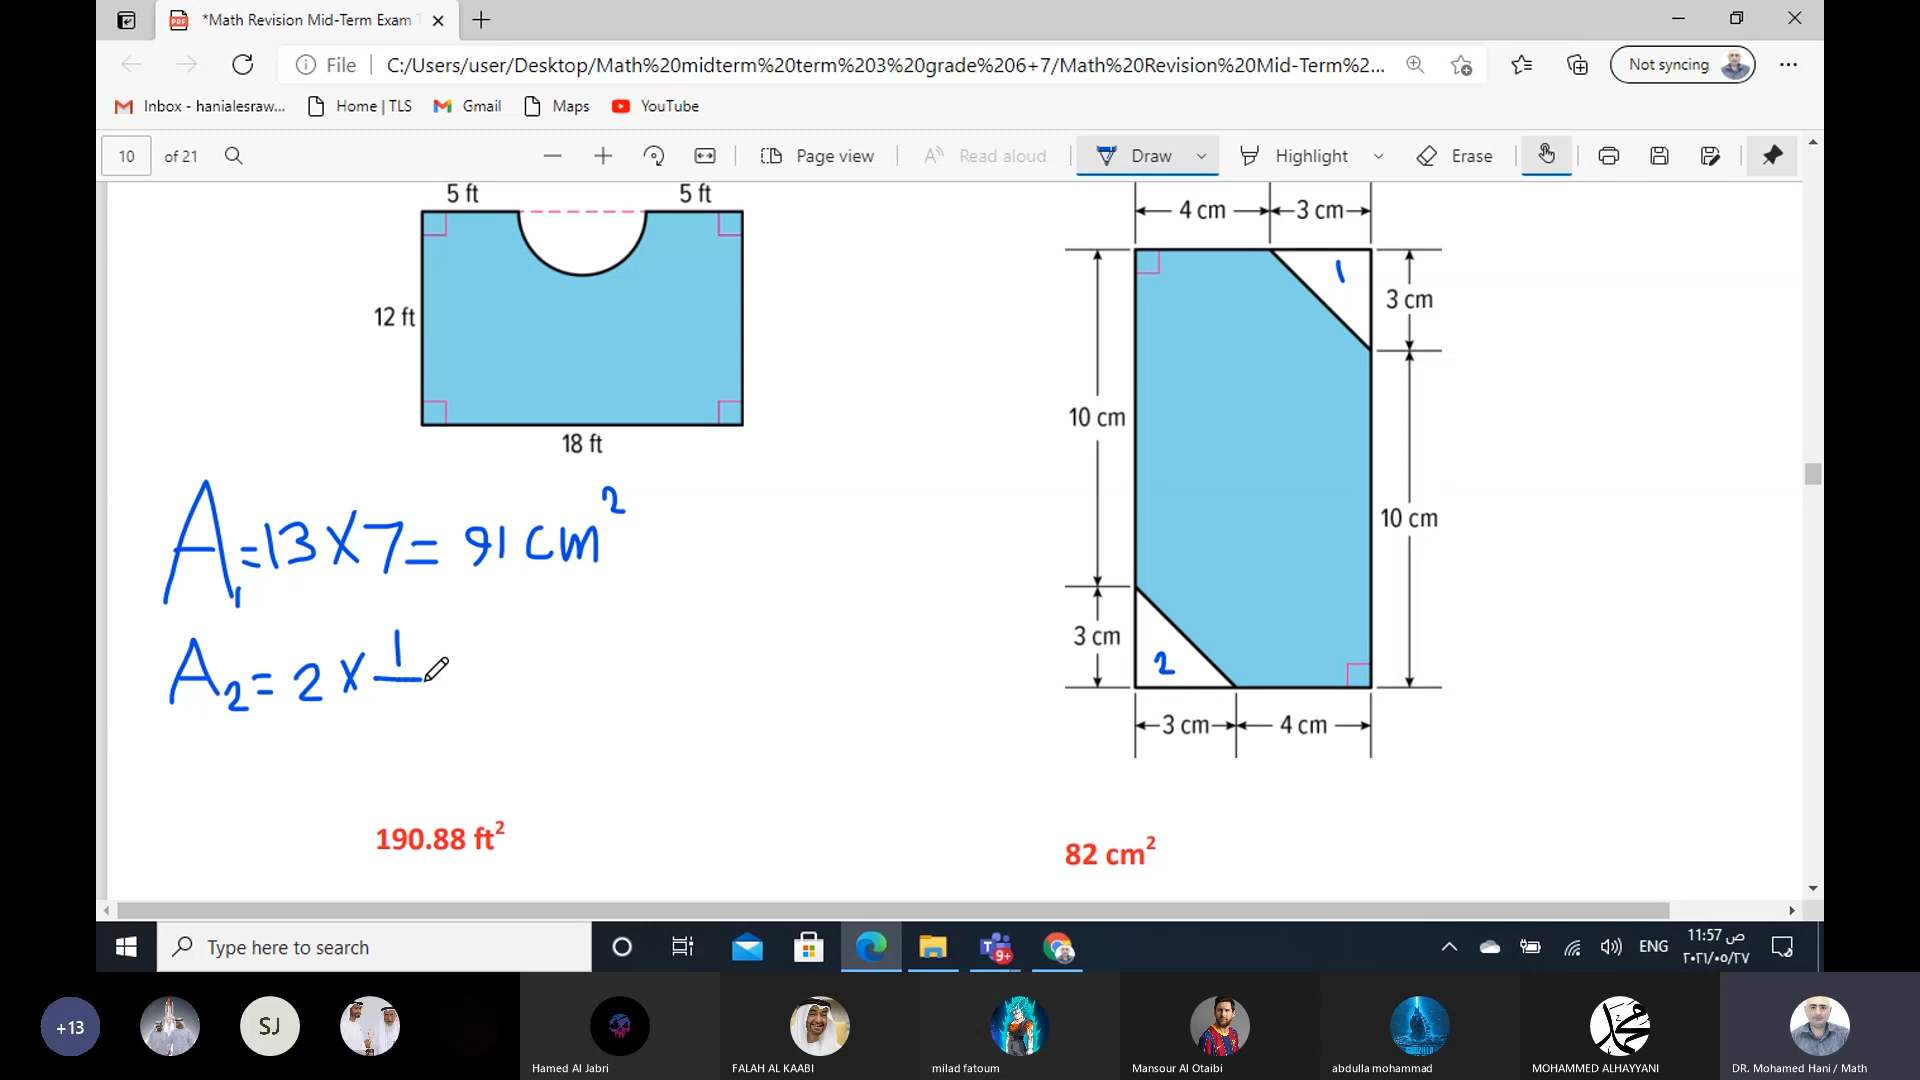 *Math Revision Mid-Term Exam T
File
C:/Users/user/Desktop/Math%20midterm%20term%203%20grade%206+7/Math%20Revision%20Mid-Term%2...
Not syncing
Inbox - hanialesraw...
Home | TLS
Gmail
Maps
YouTube
10 of 21
Page view
Read aloud
Draw
Highlight
Erase
5 ft
5 ft
12 ft
18 ft
4 cm
3 cm
1
3 cm
10 cm
10 cm
3 cm
2
3 cm
4 cm
A₁=13X7= 91 cm²
A₂= 2 X 1
190.88 ft²
82 cm²
Type here to search
9+
ENG
11:57 ص
٢٠٢١/٠٥/٢٧
+13
SJ
Hamed Al Jabri
FALAH AL KAABI
milad fatoum
Mansour Al Otaibi
abdulla mohammad
MOHAMMED ALHAYYANI
DR. Mohamed Hani / Math